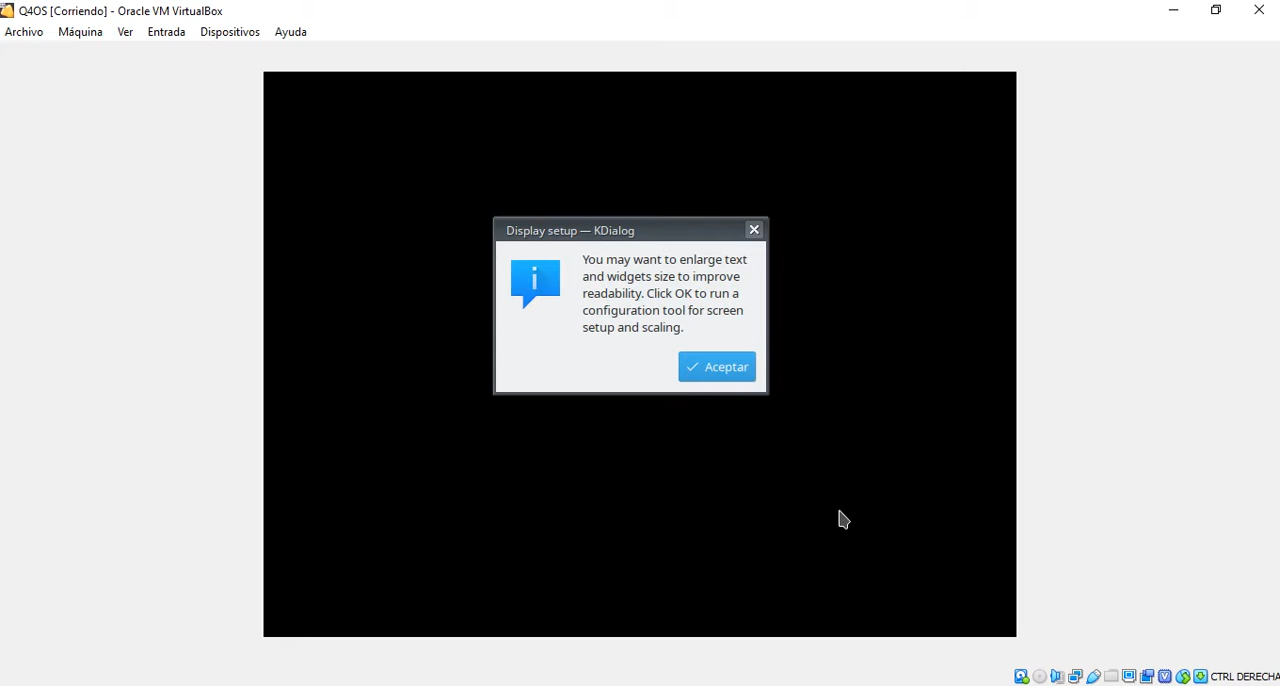 Q4OS [Corriendo] - Oracle VM VirtualBox
Archivo Máquina Ver Entrada Dispositivos Ayuda
Display setup — KDialog
You may want to enlarge text
and widgets size to improve
readability. Click OK to run a
configuration tool for screen
setup and scaling.
Aceptar
CTRL DERECHA